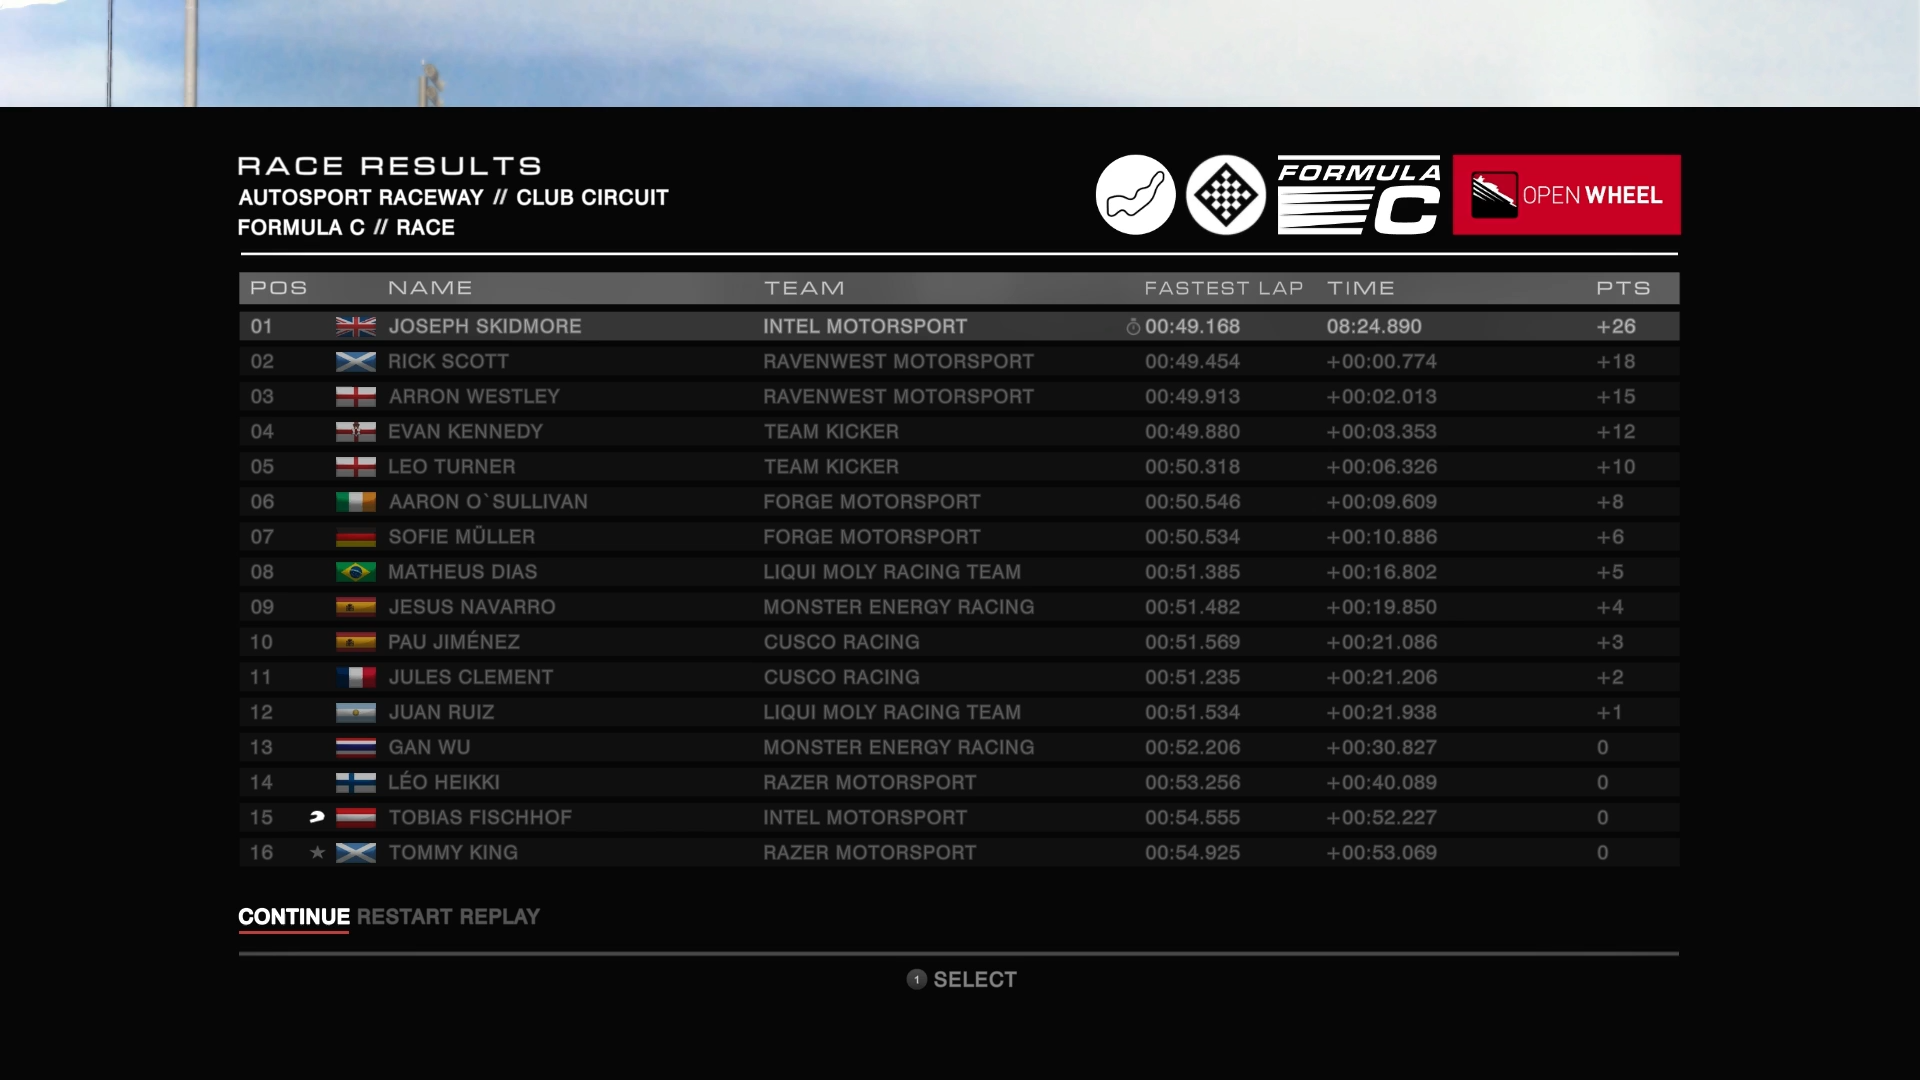 RACE RESULTS
AUTOSPORT RACEWAY // CLUB CIRCUIT
FORMULA C // RACE
FORMULA C
OPEN WHEEL
POS NAME TEAM FASTEST LAP TIME PTS
01 JOSEPH SKIDMORE INTEL MOTORSPORT 00:49.168 08:24.890 +26
02 RICK SCOTT RAVENWEST MOTORSPORT 00:49.454 +00:00.774 +18
03 ARRON WESTLEY RAVENWEST MOTORSPORT 00:49.913 +00:02.013 +15
04 EVAN KENNEDY TEAM KICKER 00:49.880 +00:03.353 +12
05 LEO TURNER TEAM KICKER 00:50.318 +00:06.326 +10
06 AARON O`SULLIVAN FORGE MOTORSPORT 00:50.546 +00:09.609 +8
07 SOFIE MÜLLER FORGE MOTORSPORT 00:50.534 +00:10.886 +6
08 MATHEUS DIAS LIQUI MOLY RACING TEAM 00:51.385 +00:16.802 +5
09 JESUS NAVARRO MONSTER ENERGY RACING 00:51.482 +00:19.850 +4
10 PAU JIMÉNEZ CUSCO RACING 00:51.569 +00:21.086 +3
11 JULES CLEMENT CUSCO RACING 00:51.235 +00:21.206 +2
12 JUAN RUIZ LIQUI MOLY RACING TEAM 00:51.534 +00:21.938 +1
13 GAN WU MONSTER ENERGY RACING 00:52.206 +00:30.827 0
14 LÉO HEIKKI RAZER MOTORSPORT 00:53.256 +00:40.089 0
15 TOBIAS FISCHHOF INTEL MOTORSPORT 00:54.555 +00:52.227 0
16 TOMMY KING RAZER MOTORSPORT 00:54.925 +00:53.069 0
CONTINUE RESTART REPLAY
1 SELECT